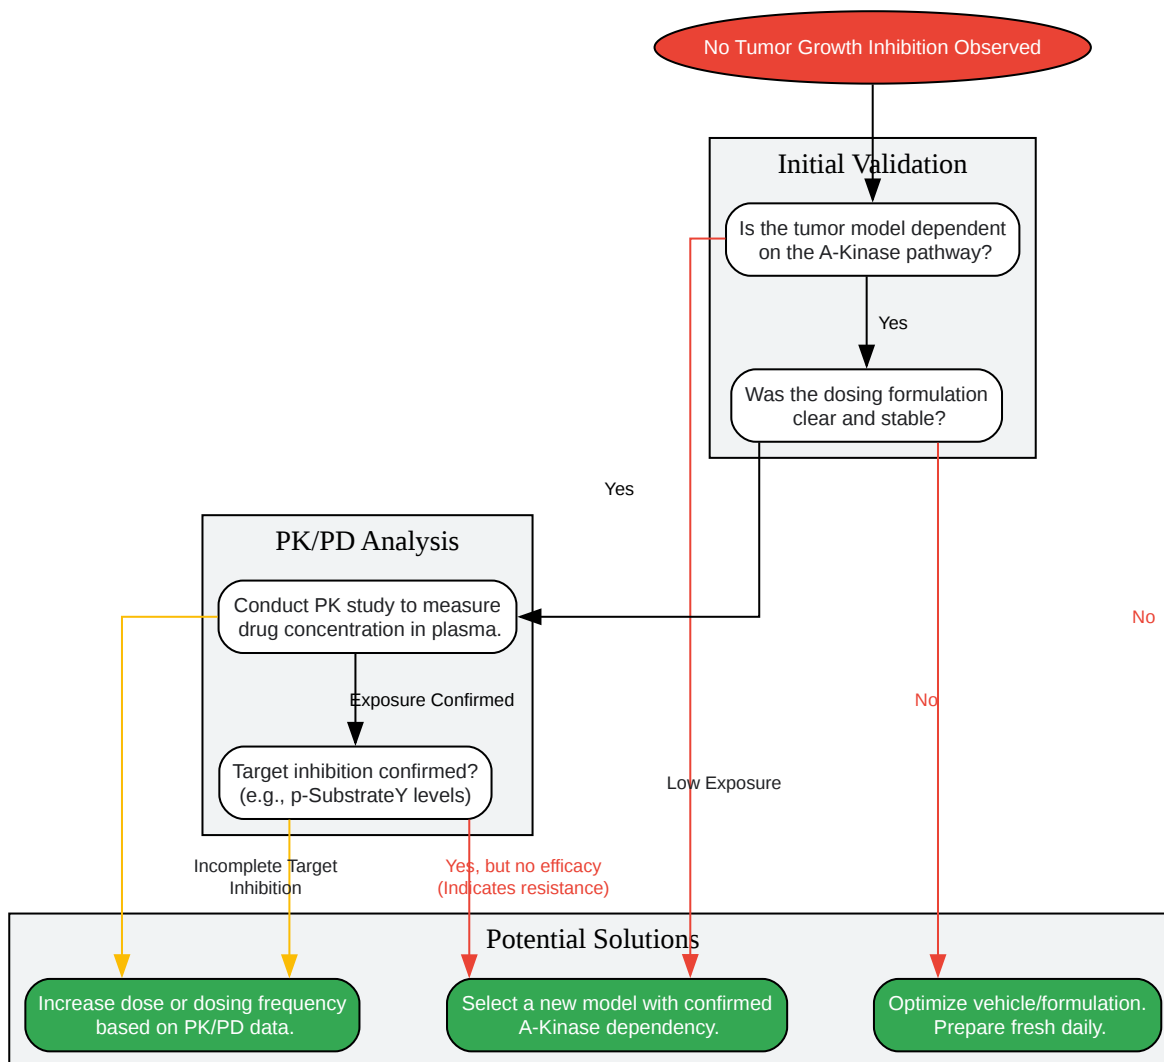 No Tumor Growth Inhibition Observed
Initial Validation
Is the tumor model dependent
on the A-Kinase pathway?
Yes
Was the dosing formulation
clear and stable?
Yes
PK/PD Analysis
Conduct PK study to measure
drug concentration in plasma.
No
Exposure Confirmed
No
Target inhibition confirmed?
(e.g., p-SubstrateY levels)
Low Exposure
Incomplete Target
Inhibition
Yes, but no efficacy
(Indicates resistance)
Potential Solutions
Increase dose or dosing frequency
based on PK/PD data.
Select a new model with confirmed
A-Kinase dependency.
Optimize vehicle/formulation.
Prepare fresh daily.